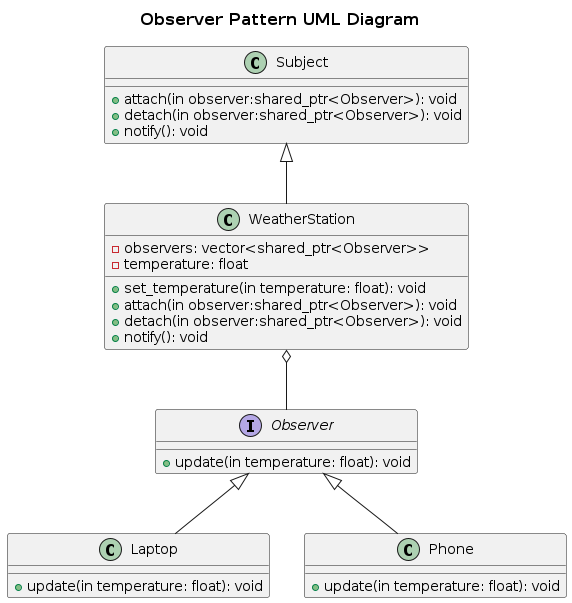 Observer Pattern UML Diagram
C Subject
attach(in observer:shared_ptr<Observer>): void
detach(in observer:shared_ptr<Observer>): void
notify(): void
C WeatherStation
observers: vector<shared_ptr<Observer>>
temperature: float
set_temperature(in temperature: float): void
attach(in observer:shared_ptr<Observer>): void
detach(in observer:shared_ptr<Observer>): void
notify(): void
I Observer
update(in temperature: float): void
C Laptop
update(in temperature: float): void
C Phone
update(in temperature: float): void